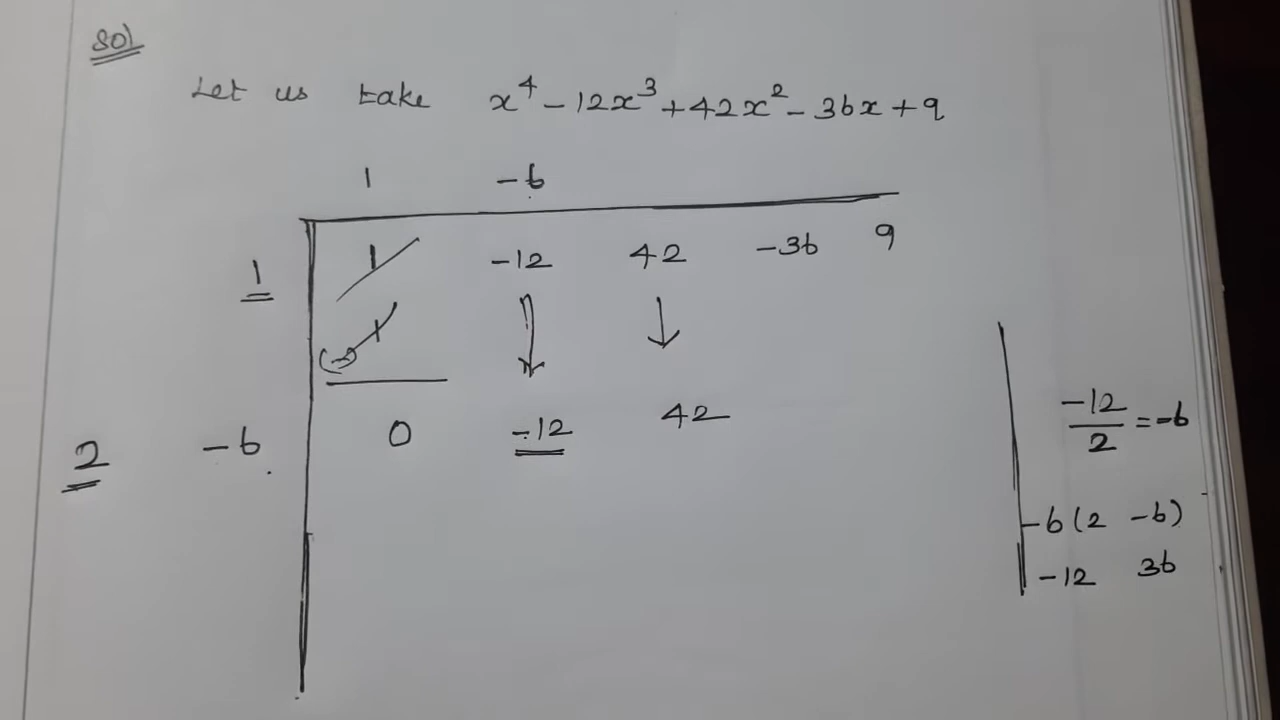 Sol
Let us take x⁴ - 12x³ + 42x² - 36x + 9
1 -6
1 1 -12 42 -36 9
(-) 1
2 -6 0 -12 42
-12/2 = -6
-6(2 -6)
-12 36